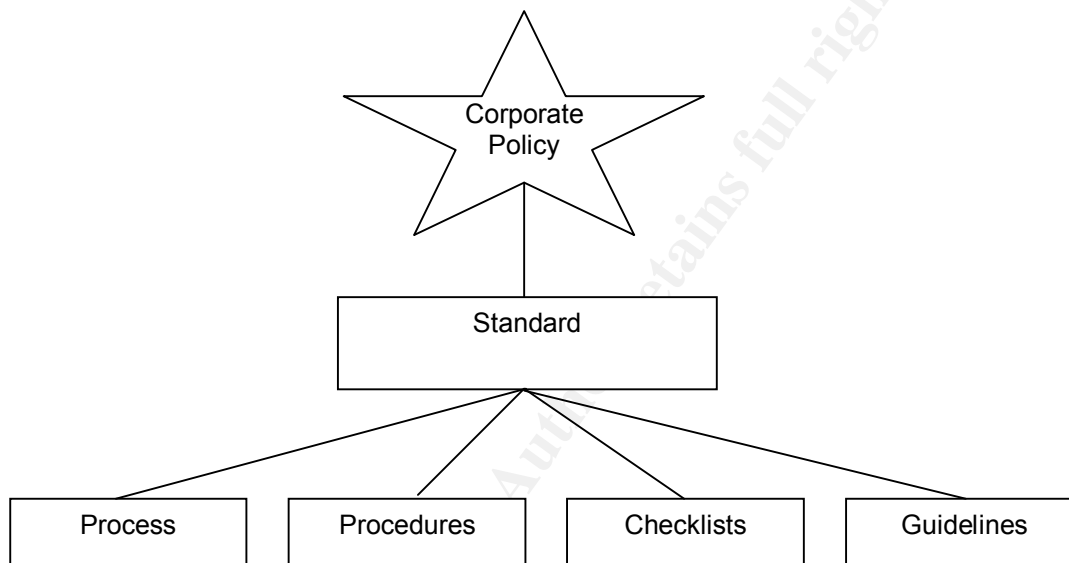 Corporate
Policy
Standard
Process
Procedures
Checklists
Guidelines